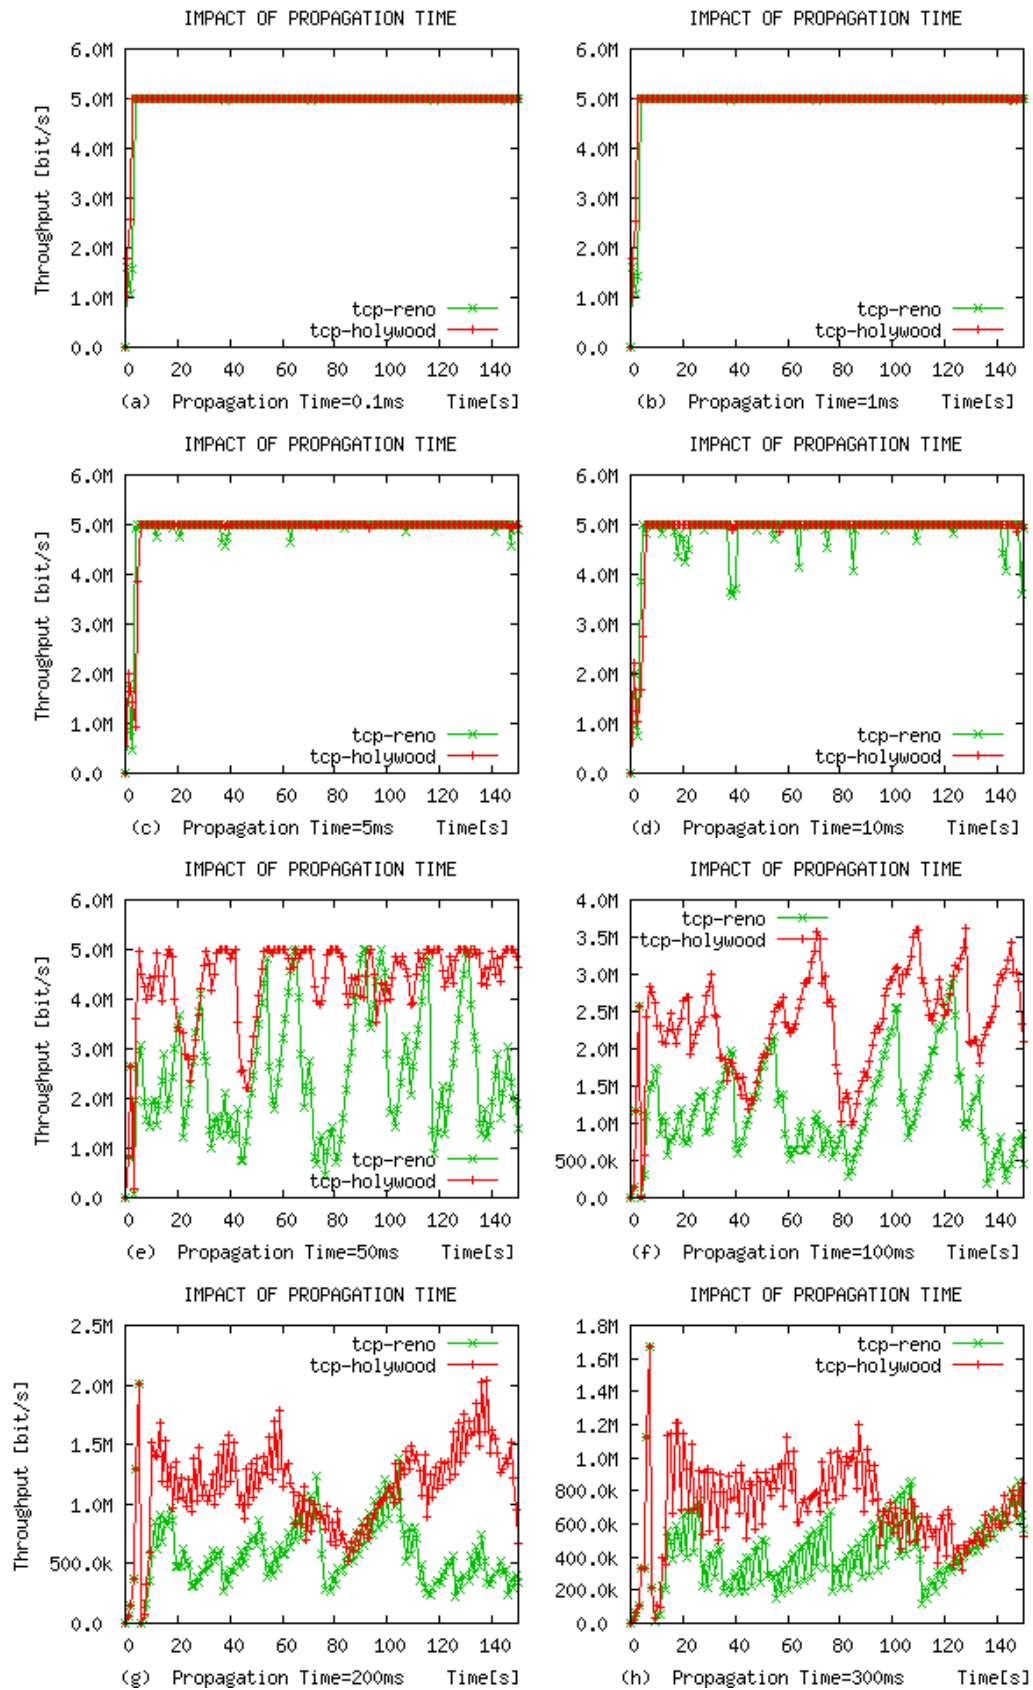 IMPACT OF PROPAGATION TIME
6.0M
5.0M
4.0M
3.0M
2.0M
1.0M
0.0
Throughput [bit/s]
tcp-reno
tcp-holywood
0 20 40 60 80 100 120 140
(a) Propagation Time=0.1ms Time[s]
IMPACT OF PROPAGATION TIME
6.0M
5.0M
4.0M
3.0M
2.0M
1.0M
0.0
tcp-reno
tcp-holywood
0 20 40 60 80 100 120 140
(b) Propagation Time=1ms Time[s]
IMPACT OF PROPAGATION TIME
6.0M
5.0M
4.0M
3.0M
2.0M
1.0M
0.0
Throughput [bit/s]
tcp-reno
tcp-holywood
0 20 40 60 80 100 120 140
(c) Propagation Time=5ms Time[s]
IMPACT OF PROPAGATION TIME
6.0M
5.0M
4.0M
3.0M
2.0M
1.0M
0.0
tcp-reno
tcp-holywood
0 20 40 60 80 100 120 140
(d) Propagation Time=10ms Time[s]
IMPACT OF PROPAGATION TIME
6.0M
5.0M
4.0M
3.0M
2.0M
1.0M
0.0
Throughput [bit/s]
tcp-reno
tcp-holywood
0 20 40 60 80 100 120 140
(e) Propagation Time=50ms Time[s]
IMPACT OF PROPAGATION TIME
4.0M
3.5M
3.0M
2.5M
2.0M
1.5M
1.0M
500.0k
0.0
tcp-reno
tcp-holywood
0 20 40 60 80 100 120 140
(f) Propagation Time=100ms Time[s]
IMPACT OF PROPAGATION TIME
2.5M
2.0M
1.5M
1.0M
500.0k
0.0
Throughput [bit/s]
tcp-reno
tcp-holywood
0 20 40 60 80 100 120 140
(g) Propagation Time=200ms Time[s]
IMPACT OF PROPAGATION TIME
1.8M
1.6M
1.4M
1.2M
1.0M
800.0k
600.0k
400.0k
200.0k
0.0
tcp-reno
tcp-holywood
0 20 40 60 80 100 120 140
(h) Propagation Time=300ms Time[s]